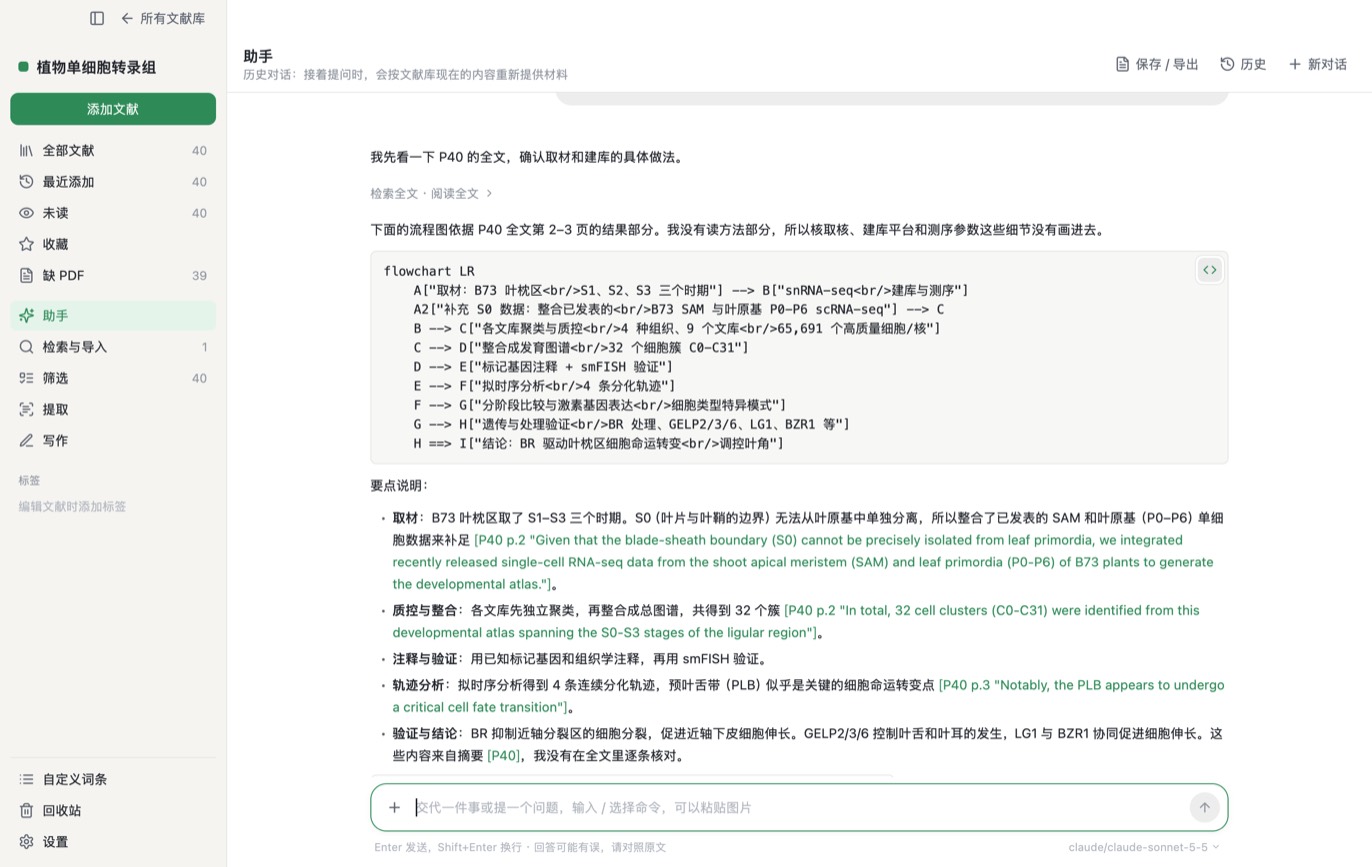 所有文献库
植物单细胞转录组
添加文献
全部文献 40
最近添加 40
未读 40
收藏
缺 PDF 39
助手
检索与导入 1
筛选 40
提取
写作
标签
编辑文献时添加标签
自定义词条
回收站
设置
助手
历史对话：接着提问时，会按文献库现在的内容重新提供材料
保存 / 导出
历史
新对话
我先看一下 P40 的全文，确认取材和建库的具体做法。
检索全文 · 阅读全文
下面的流程图依据 P40 全文第 2–3 页的结果部分。我没有读方法部分，所以核取核、建库平台和测序参数这些细节没有画进去。
flowchart LR
A["取材：B73 叶枕区<br/>S1、S2、S3 三个时期"] --> B["snRNA-seq<br/>建库与测序"]
A2["补充 S0 数据：整合已发表的<br/>B73 SAM 与叶原基 P0-P6 scRNA-seq"] --> C
B --> C["各文库聚类与质控<br/>4 种组织、9 个文库<br/>65,691 个高质量细胞/核"]
C --> D["整合成发育图谱<br/>32 个细胞簇 C0-C31"]
D --> E["标记基因注释 + smFISH 验证"]
E --> F["拟时序分析<br/>4 条分化轨迹"]
F --> G["分阶段比较与激素基因表达<br/>细胞类型特异模式"]
G --> H["遗传与处理验证<br/>BR 处理、GELP2/3/6、LG1、BZR1 等"]
H ==> I["结论：BR 驱动叶枕区细胞命运转变<br/>调控叶角"]
要点说明：
• 取材：B73 叶枕区取了 S1–S3 三个时期。S0（叶片与叶鞘的边界）无法从叶原基中单独分离，所以整合了已发表的 SAM 和叶原基（P0–P6）单细
胞数据来补足 [P40 p.2 "Given that the blade-sheath boundary (S0) cannot be precisely isolated from leaf primordia, we integrated
recently released single-cell RNA-seq data from the shoot apical meristem (SAM) and leaf primordia (P0-P6) of B73 plants to generate
the developmental atlas."]。
• 质控与整合：各文库先独立聚类，再整合成总图谱，共得到 32 个簇 [P40 p.2 "In total, 32 cell clusters (C0-C31) were identified from this
developmental atlas spanning the S0-S3 stages of the ligular region"]。
• 注释与验证：用已知标记基因和组织学注释，再用 smFISH 验证。
• 轨迹分析：拟时序分析得到 4 条连续分化轨迹，预叶舌带（PLB）似乎是关键的细胞命运转变点 [P40 p.3 "Notably, the PLB appears to undergo
a critical cell fate transition"]。
• 验证与结论：BR 抑制近轴分裂区的细胞分裂，促进近轴下皮细胞伸长。GELP2/3/6 控制叶舌和叶耳的发生，LG1 与 BZR1 协同促进细胞伸长。这
些内容来自摘要 [P40]，我没有在全文里逐条核对。
交代一件事或提一个问题，输入 / 选择命令，可以粘贴图片
Enter 发送，Shift+Enter 换行 · 回答可能有误，请对照原文
claude/claude-sonnet-5-5